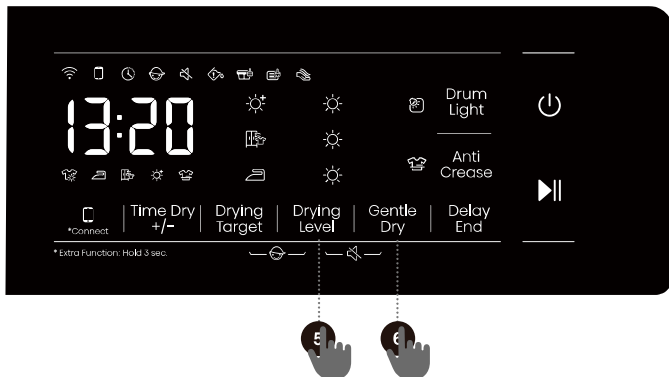 13:20
Drum
Light
Anti
Crease
*Connect
Time Dry
+/-
Drying
Target
Drying
Level
Gentle
Dry
Delay
End
* Extra Function: Hold 3 sec.
5
6